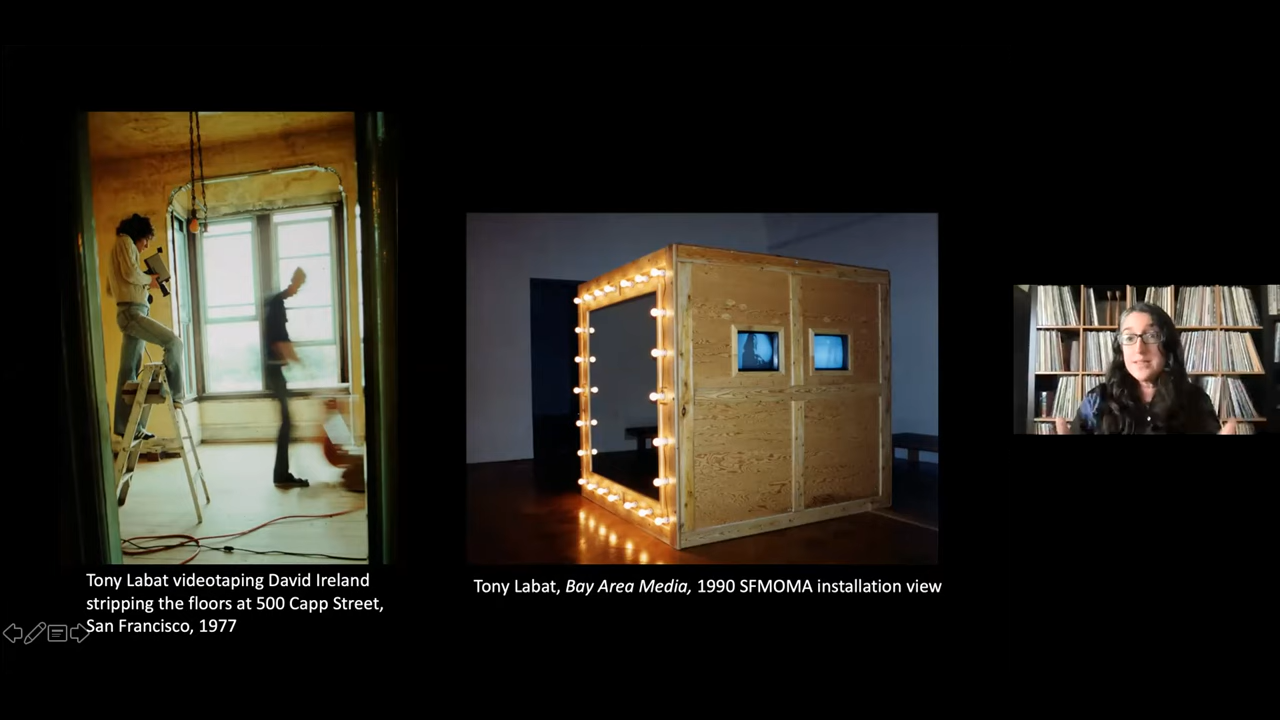 Tony Labat videotaping David Ireland
stripping the floors at 500 Capp Street,
San Francisco, 1977
Tony Labat, Bay Area Media, 1990 SFMOMA installation view